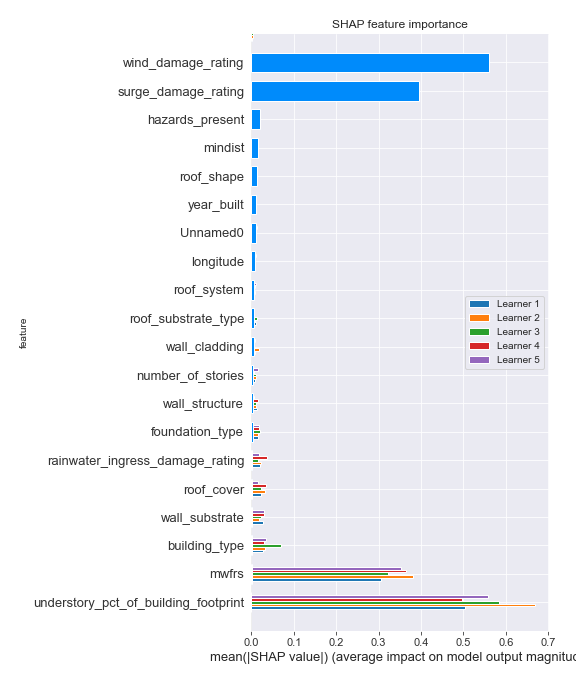 SHAP feature importance
wind_damage_rating
surge_damage_rating
hazards_present
mindist
roof_shape
year_built
Unnamed0
longitude
roof_system
roof_substrate_type
wall_cladding
number_of_stories
wall_structure
foundation_type
rainwater_ingress_damage_rating
roof_cover
wall_substrate
building_type
mwfrs
understory_pct_of_building_footprint
feature
Learner 1
Learner 2
Learner 3
Learner 4
Learner 5
0.0 0.1 0.2 0.3 0.4 0.5 0.6 0.7
mean(|SHAP value|) (average impact on model output magnitud